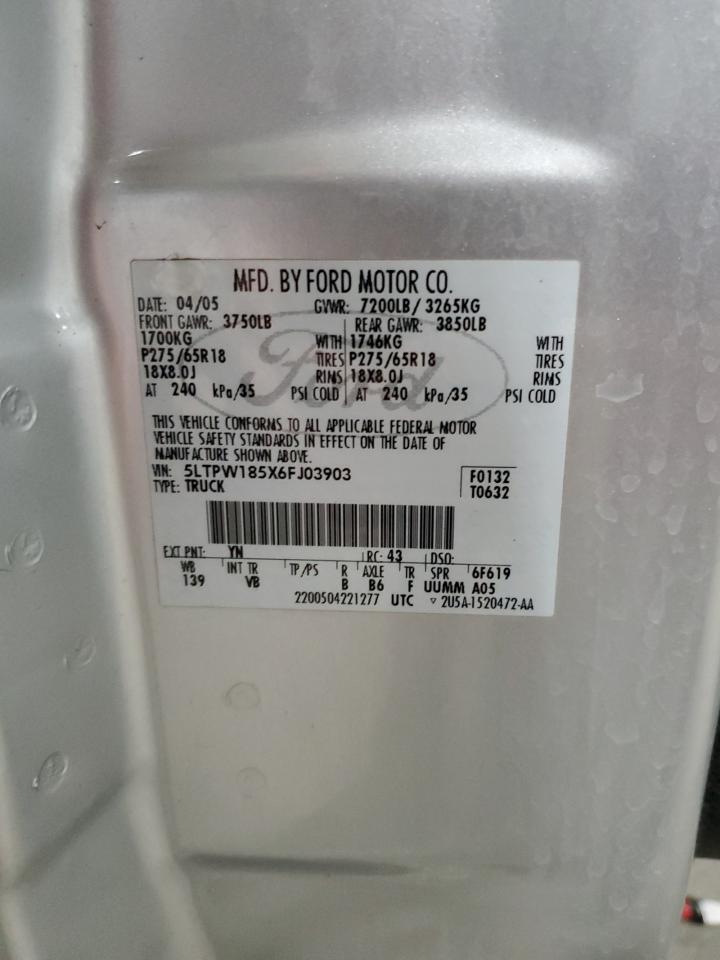 MFD. BY FORD MOTOR CO.
DATE: 04/05 GVWR: 7200LB/ 3265KG
FRONT GAWR: 3750LB REAR GAWR: 3850LB
1700KG WITH 1746KG WITH
P275/65R18 TIRES P275/65R18 TIRES
18X8.0J RIMS 18X8.0J RIMS
AT 240 kPa/35 PSI COLD AT 240 kPa/35 PSI COLD
Ford
THIS VEHICLE CONFORMS TO ALL APPLICABLE FEDERAL MOTOR
VEHICLE SAFETY STANDARDS IN EFFECT ON THE DATE OF
MANUFACTURE SHOWN ABOVE.
VIN: 5LTPW185X6FJ03903 F0132
TYPE: TRUCK T0632
EXT PNT: YN RC: 43 DSO:
WB INT TR TP/PS R AXLE TR SPR 6F619
139 VB B B6 F UUMM A05
2200504221277 UTC ▽ 2U5A-1520472-AA